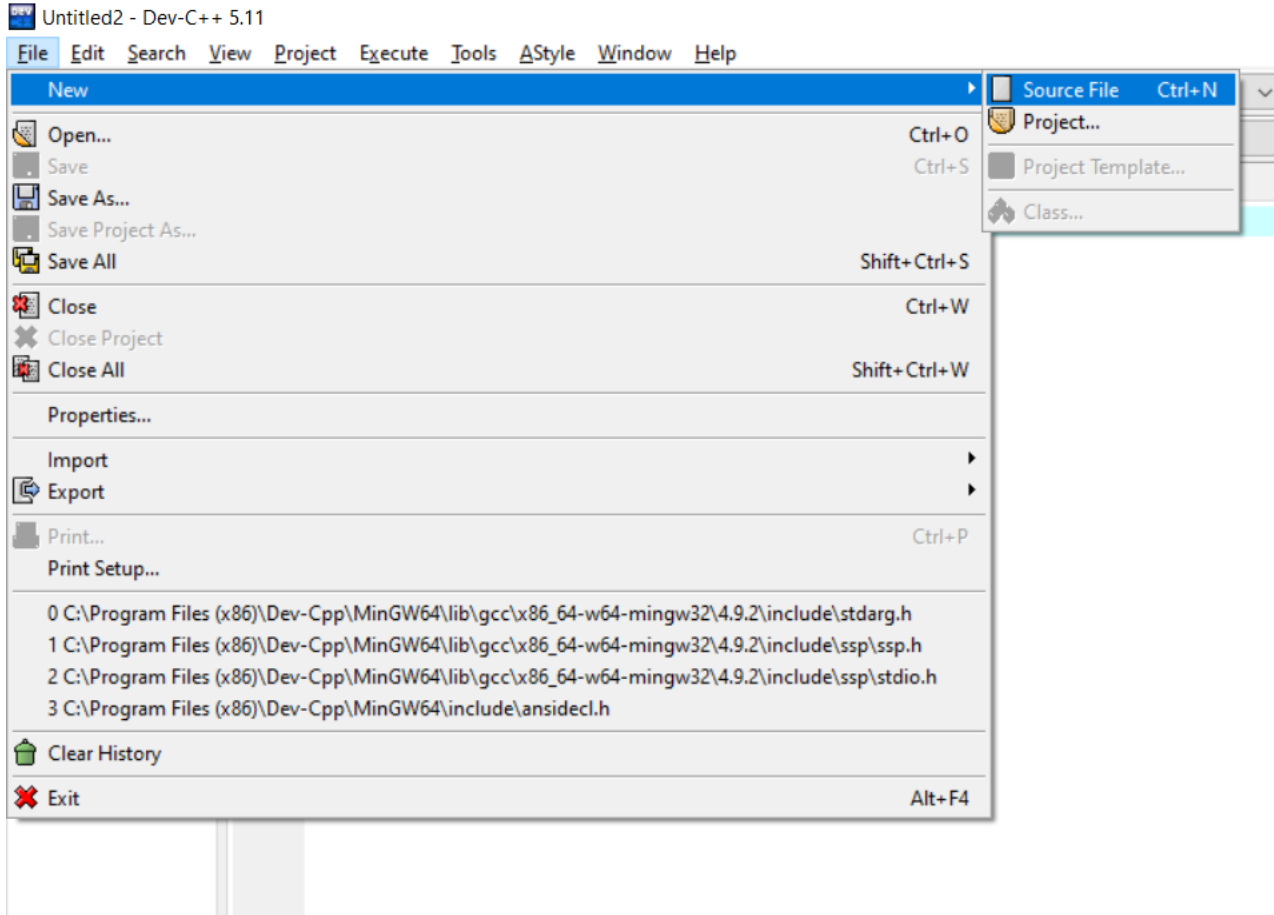 Untitled2 - Dev-C++ 5.11
File Edit Search View Project Execute Tools AStyle Window Help
New
Source File Ctrl+N
Project...
Project Template...
Class...
Open... Ctrl+O
Save Ctrl+S
Save As...
Save Project As...
Save All Shift+Ctrl+S
Close Ctrl+W
Close Project
Close All Shift+Ctrl+W
Properties...
Import
Export
Print... Ctrl+P
Print Setup...
0 C:\Program Files (x86)\Dev-Cpp\MinGW64\lib\gcc\x86_64-w64-mingw32\4.9.2\include\stdarg.h
1 C:\Program Files (x86)\Dev-Cpp\MinGW64\lib\gcc\x86_64-w64-mingw32\4.9.2\include\ssp\ssp.h
2 C:\Program Files (x86)\Dev-Cpp\MinGW64\lib\gcc\x86_64-w64-mingw32\4.9.2\include\ssp\stdio.h
3 C:\Program Files (x86)\Dev-Cpp\MinGW64\include\ansidecl.h
Clear History
Exit Alt+F4